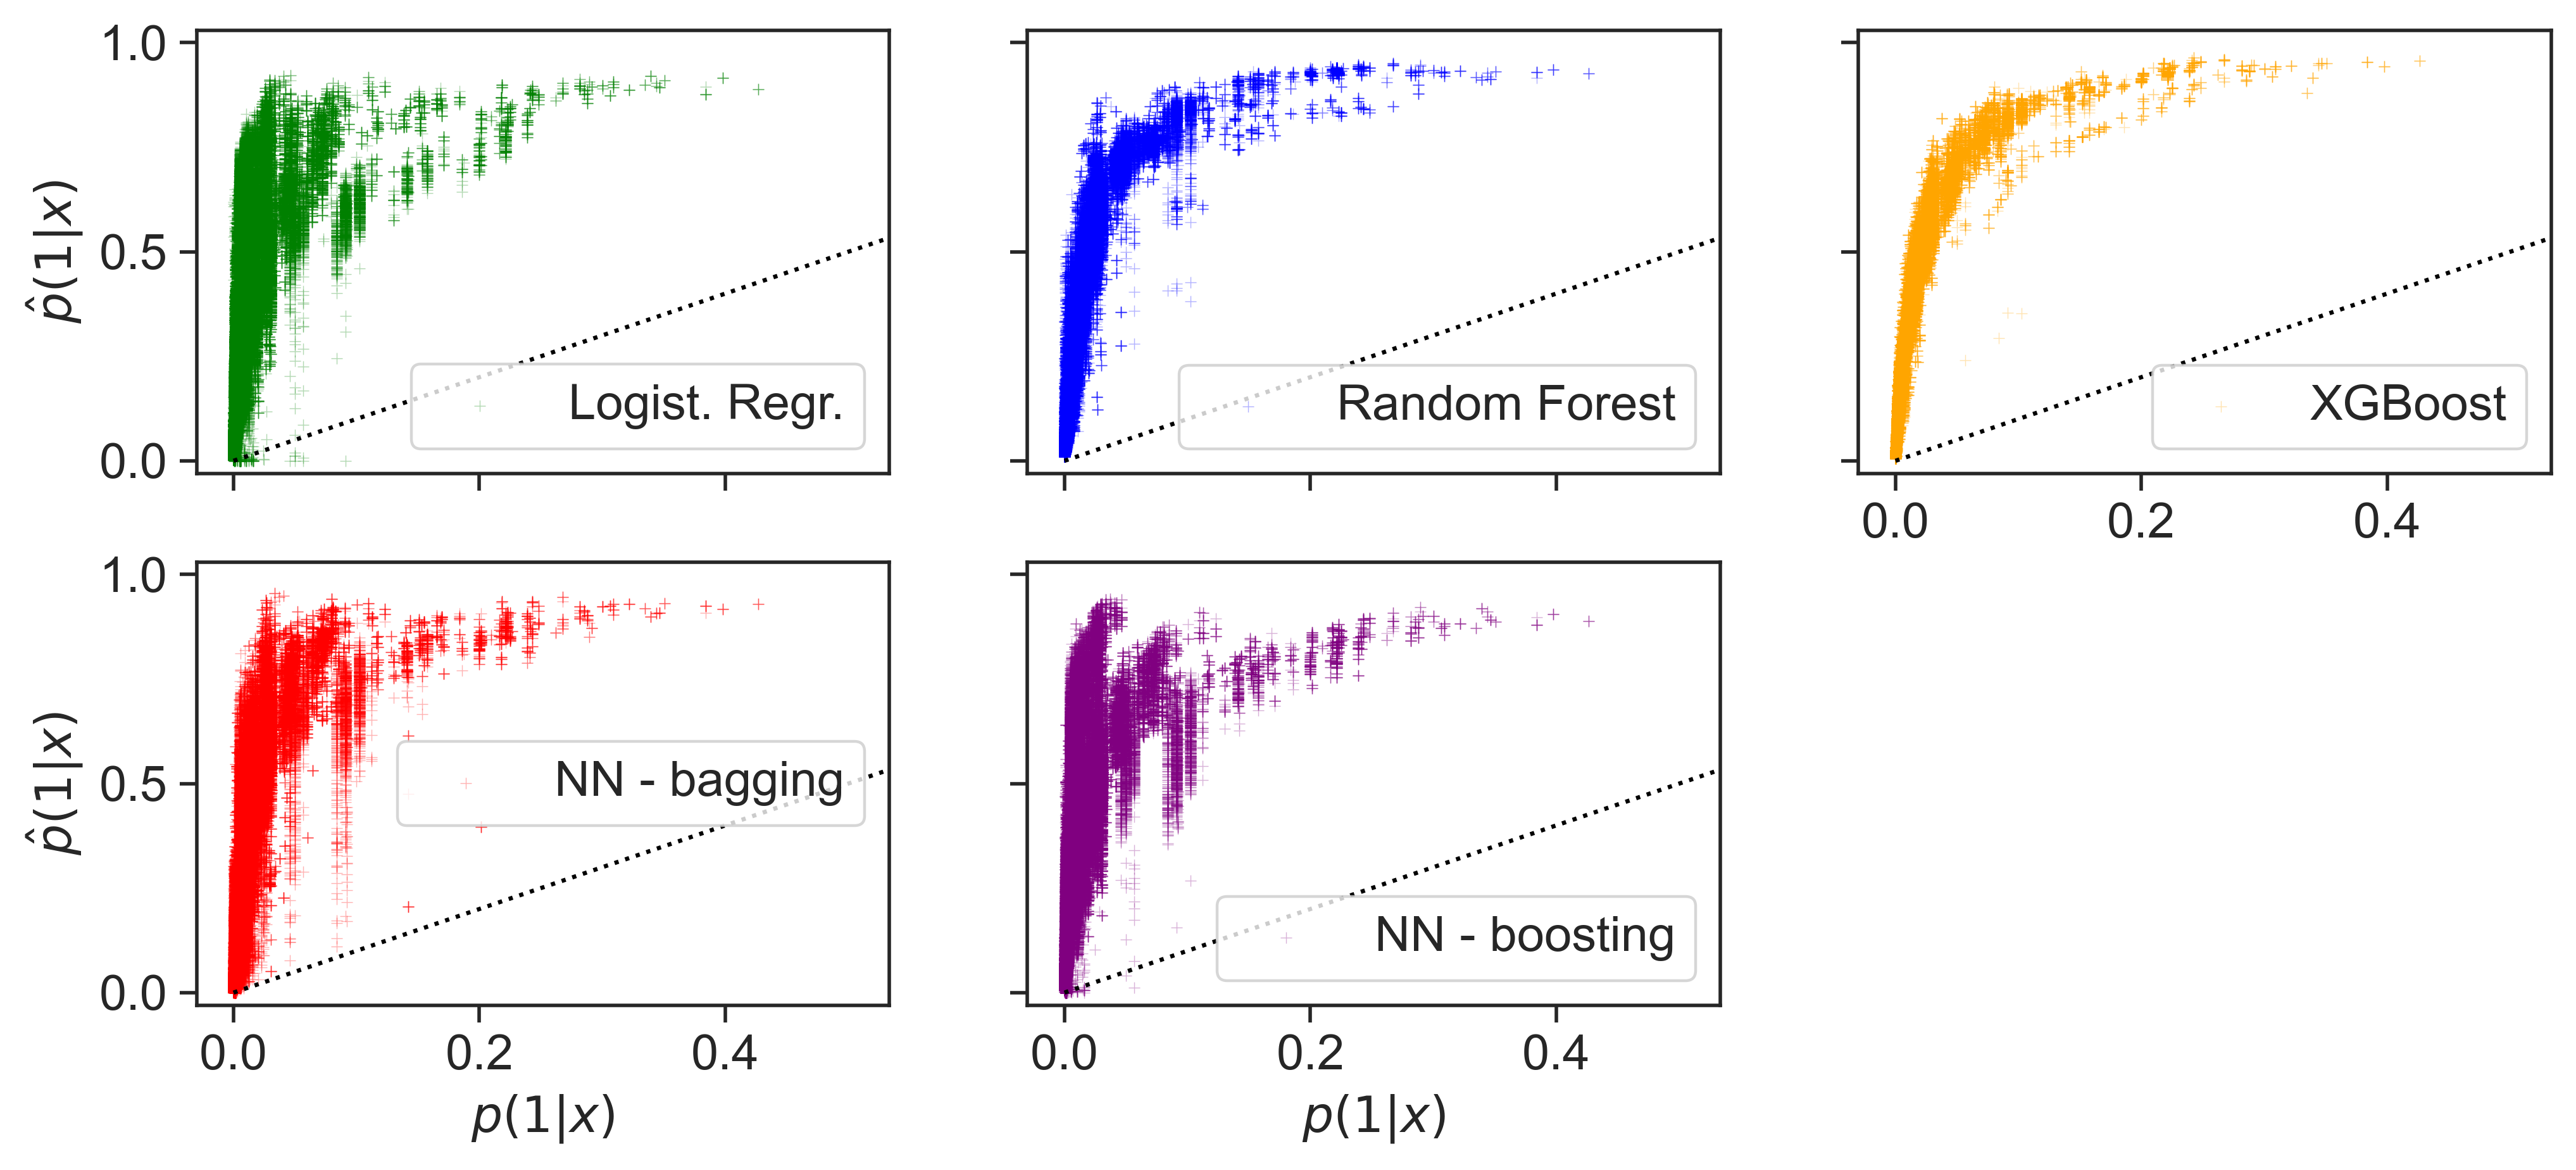 1.0
0.5
0.0
p̂(1|x)
Logist. Regr.
Random Forest
XGBoost
0.0 0.2 0.4
1.0
0.5
0.0
p̂(1|x)
NN - bagging
NN - boosting
0.0 0.2 0.4
0.0 0.2 0.4
p(1|x)
p(1|x)